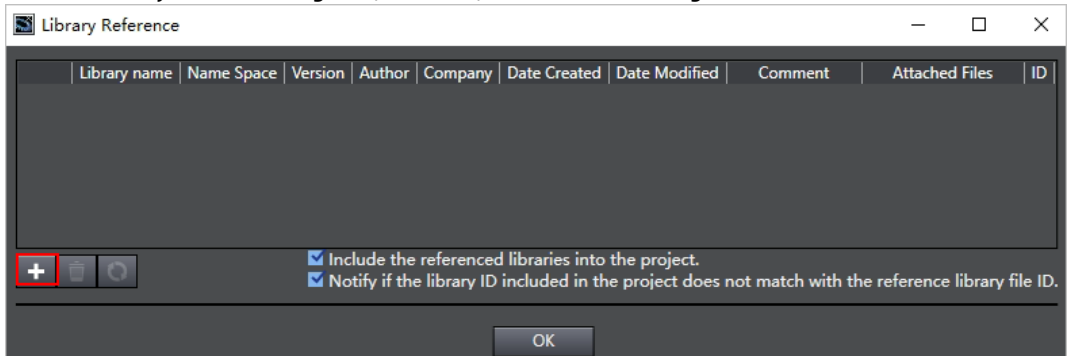 Library Reference
Library name Name Space Version Author Company Date Created Date Modified Comment Attached Files ID
Include the referenced libraries into the project.
Notify if the library ID included in the project does not match with the reference library file ID.
OK